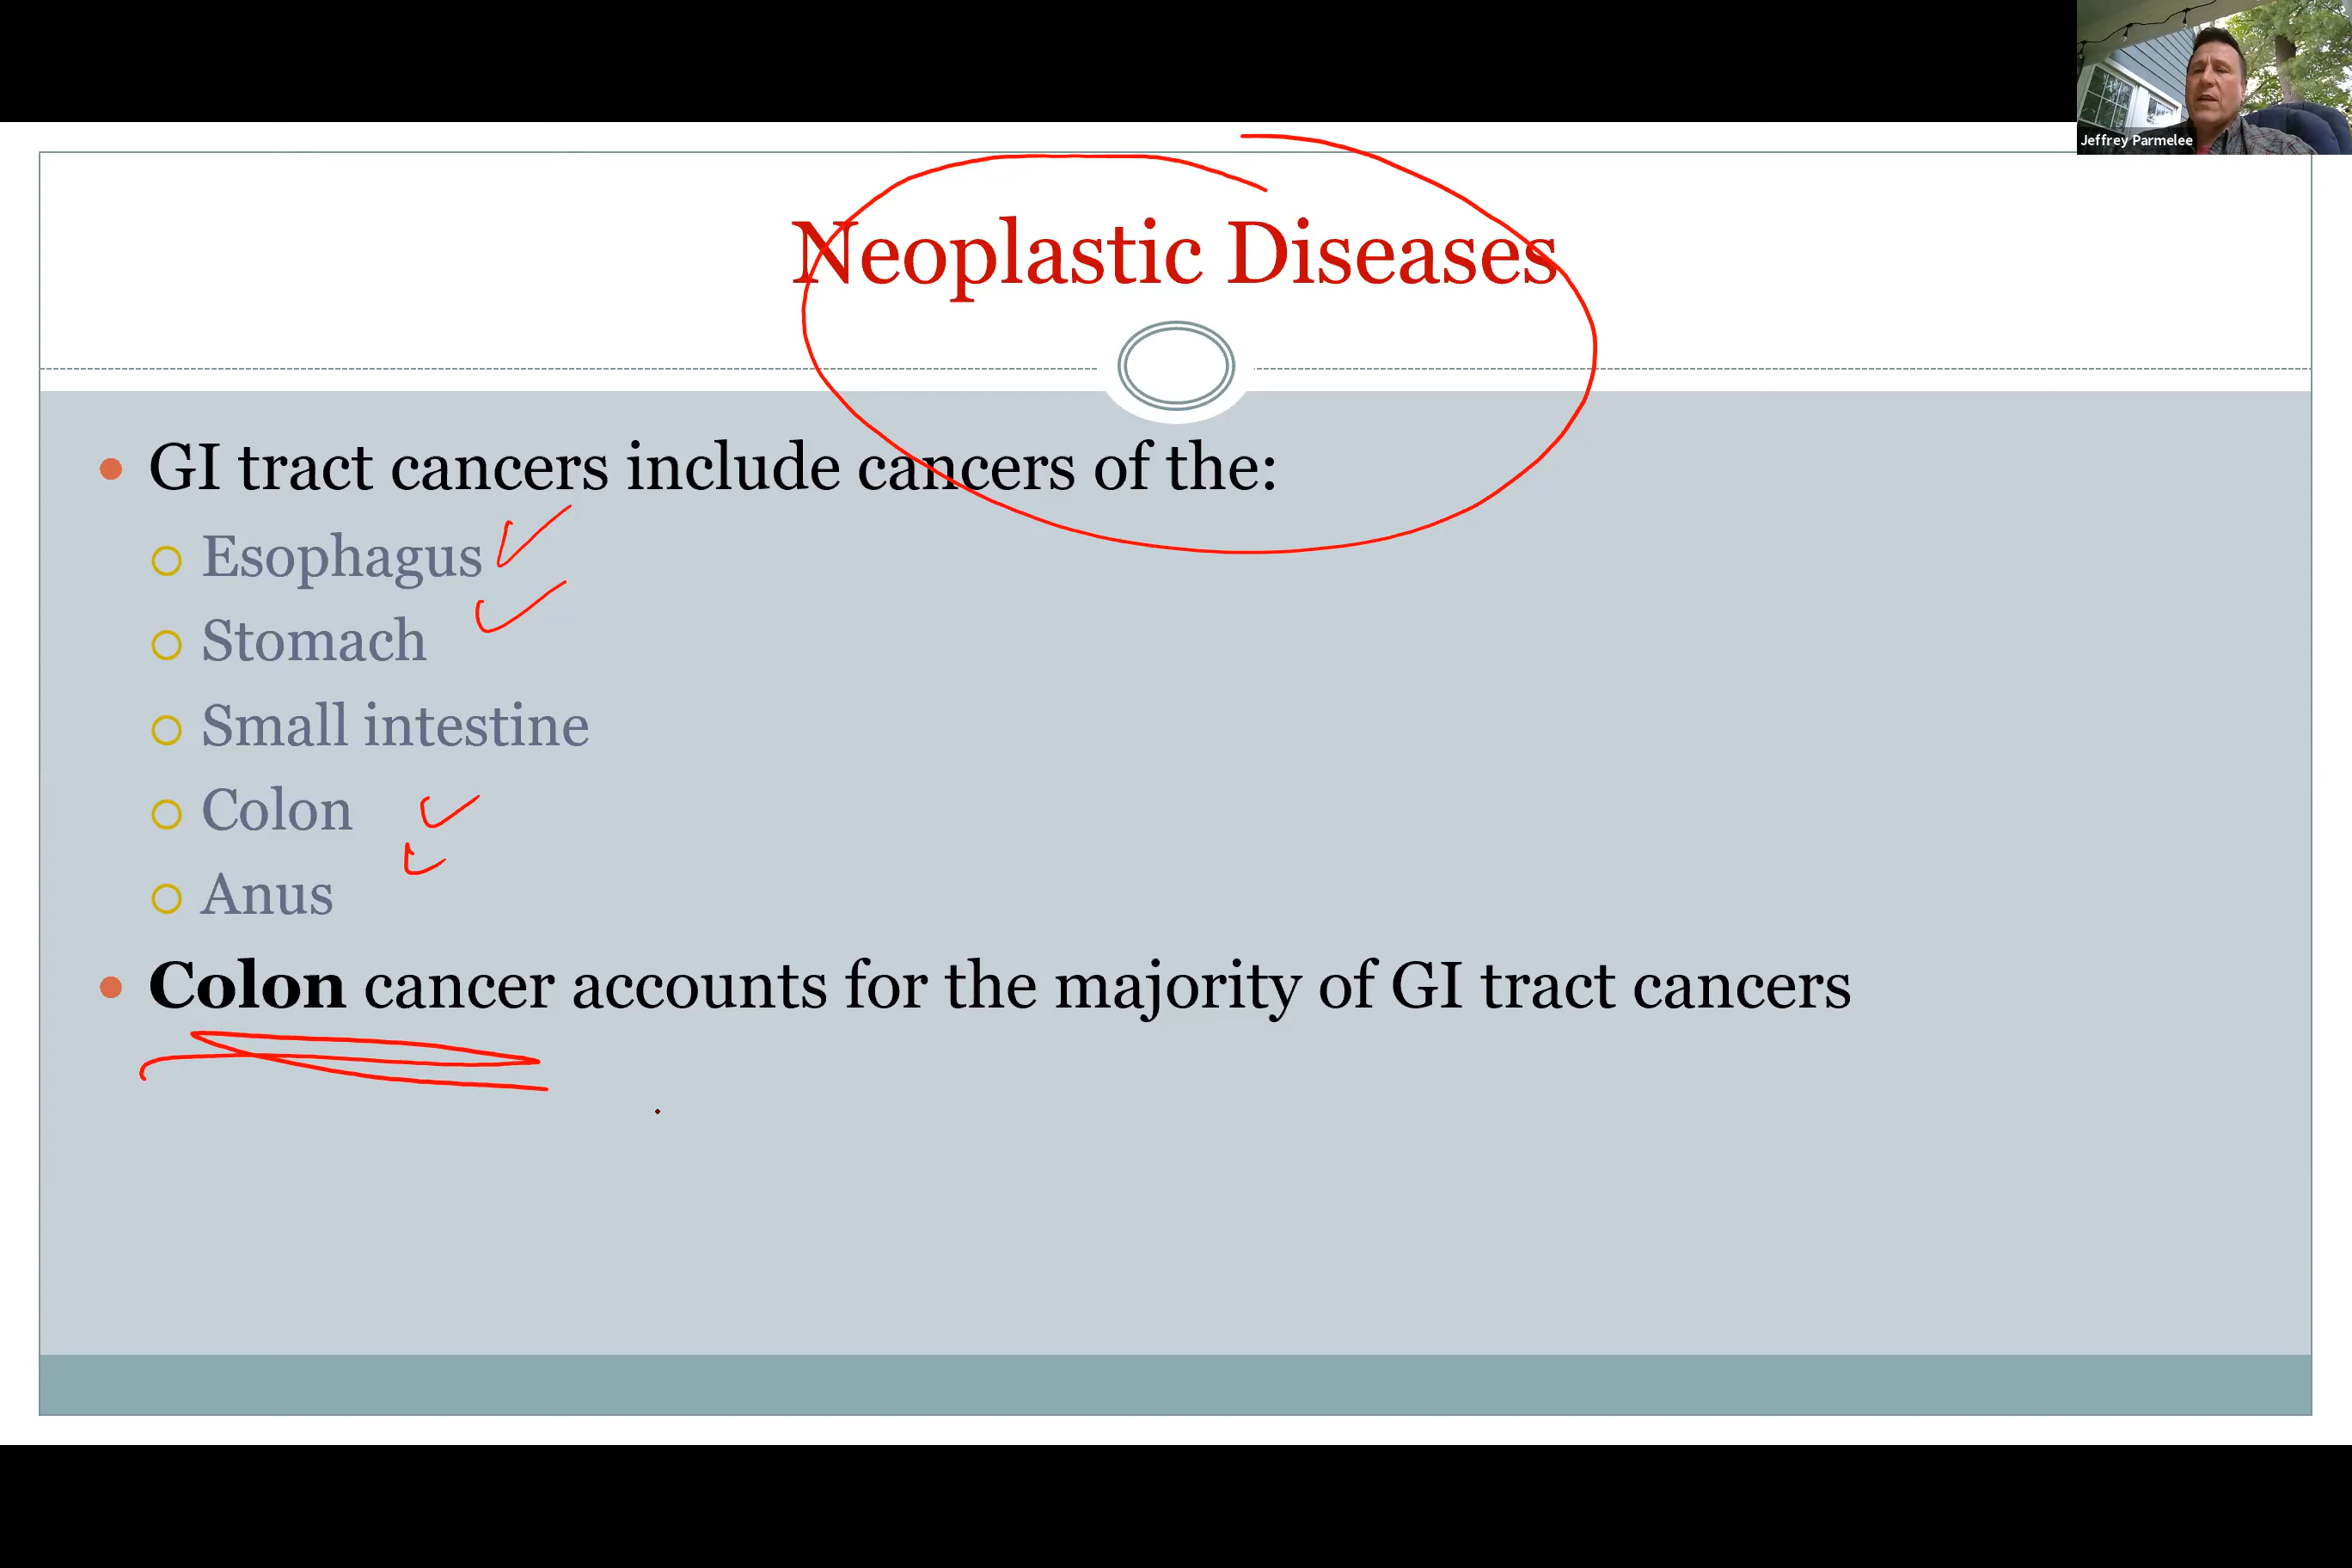 Jeffrey Parmelee
Neoplastic Diseases
GI tract cancers include cancers of the:
Esophagus
Stomach
Small intestine
Colon
Anus
Colon cancer accounts for the majority of GI tract cancers